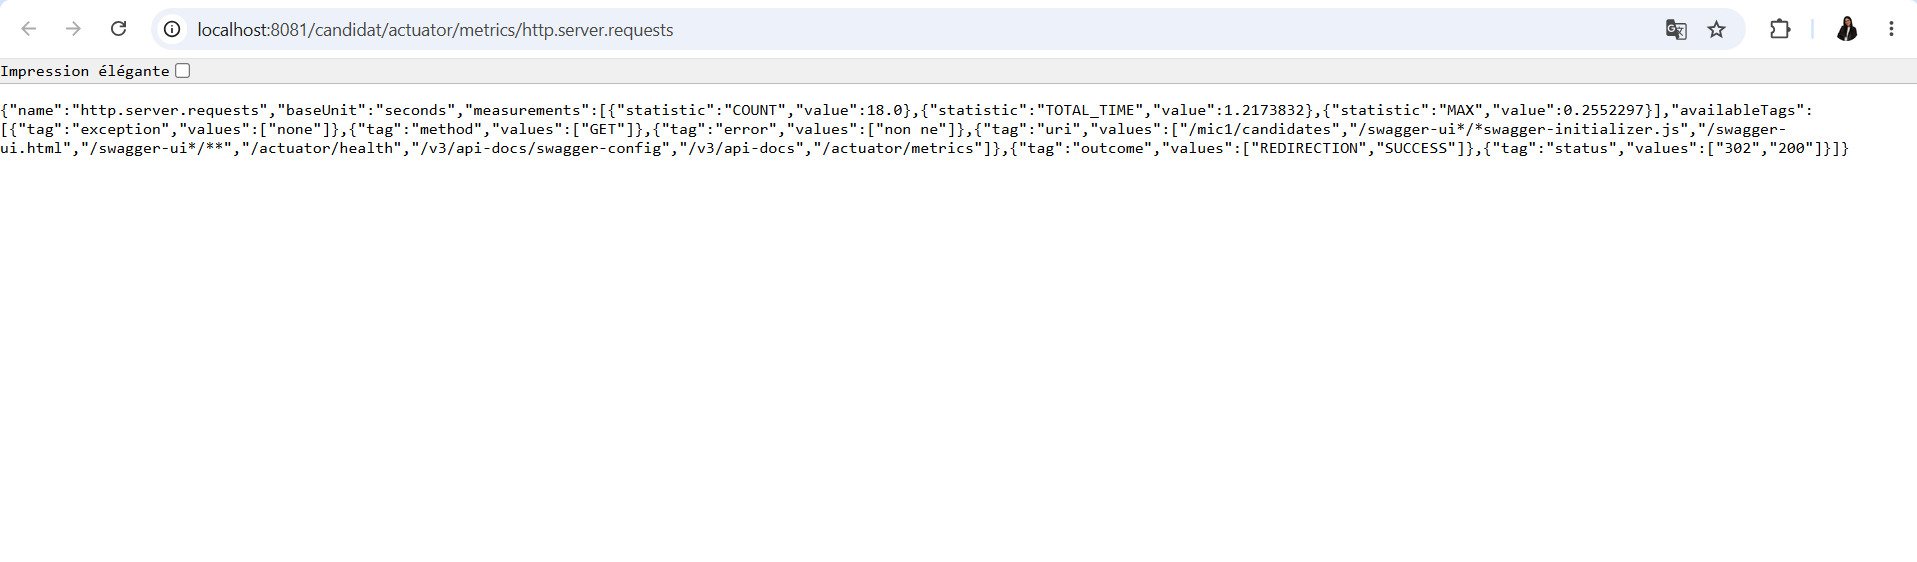 localhost:8081/candidat/actuator/metrics/http.server.requests
Impression élégante
{"name":"http.server.requests","baseUnit":"seconds","measurements":[{"statistic":"COUNT","value":18.0},{"statistic":"TOTAL_TIME","value":1.2173832},{"statistic":"MAX","value":0.2552297}],"availableTags":
[{"tag":"exception","values":["none"]},{"tag":"method","values":["GET"]},{"tag":"error","values":["non ne"]},{"tag":"uri","values":["/mic1/candidates","/swagger-ui*/*swagger-initializer.js","/swagger-
ui.html","/swagger-ui*/**","/actuator/health","/v3/api-docs/swagger-config","/v3/api-docs","/actuator/metrics"]},{"tag":"outcome","values":["REDIRECTION","SUCCESS"]},{"tag":"status","values":["302","200"]}]}